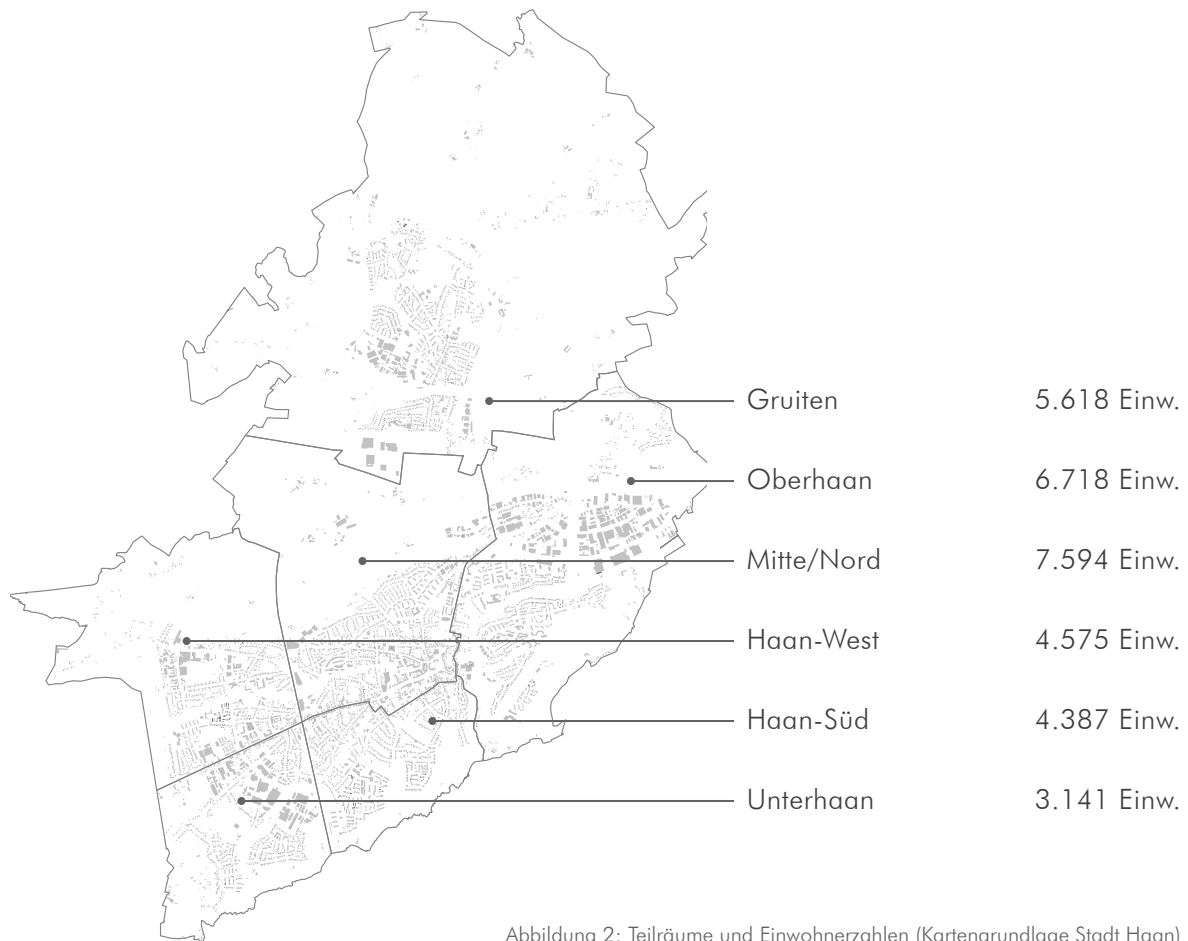 Gruiten 5.618 Einw.
Oberhaan 6.718 Einw.
Mitte/Nord 7.594 Einw.
Haan-West 4.575 Einw.
Haan-Süd 4.387 Einw.
Unterhaan 3.141 Einw.
Abbildung 2: Teilräume und Einwohnerzahlen (Kartengrundlage Stadt Haan)